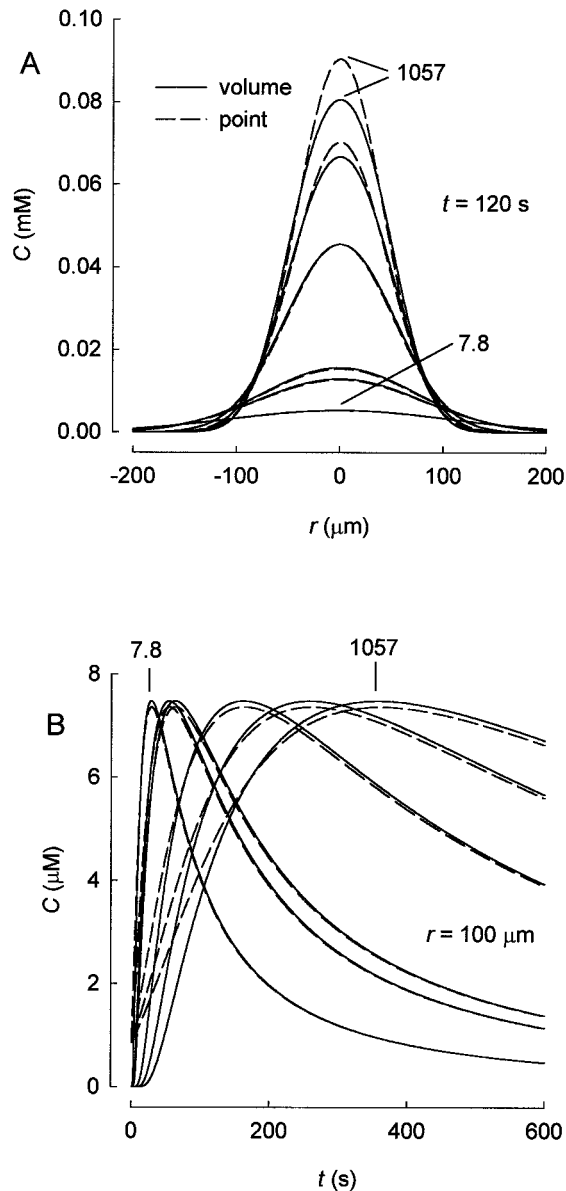 A
0.10
0.08
0.06
0.04
0.02
0.00
C (mM)
volume
point
1057
t = 120 s
7.8
-200
-100
0
100
200
r (μm)
B
7.8
1057
8
6
4
2
0
C (μM)
r = 100 μm
0
200
400
600
t (s)